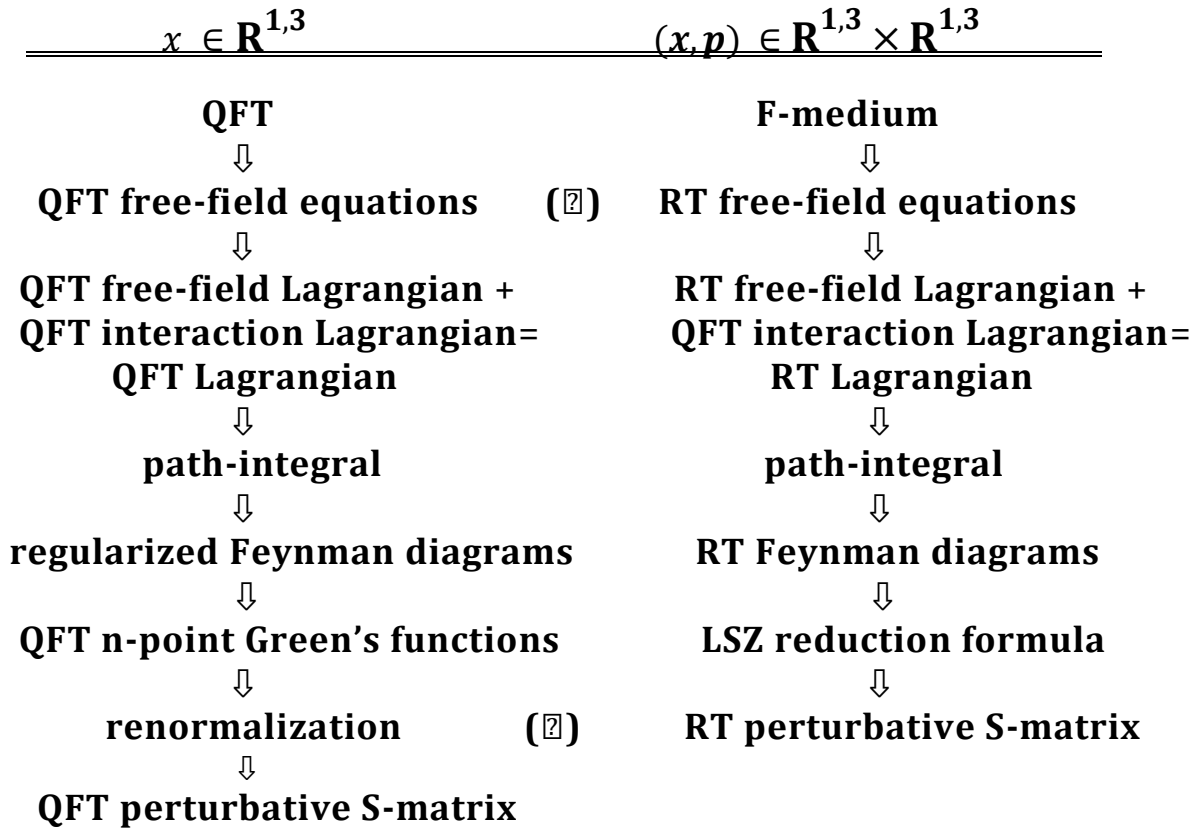 x ∈ R^{1,3} (x,p) ∈ R^{1,3} × R^{1,3}
QFT F-medium
⇩ ⇩
QFT free-field equations (⍰) RT free-field equations
⇩ ⇩
QFT free-field Lagrangian + RT free-field Lagrangian +
QFT interaction Lagrangian= QFT interaction Lagrangian=
QFT Lagrangian RT Lagrangian
⇩ ⇩
path-integral path-integral
⇩ ⇩
regularized Feynman diagrams RT Feynman diagrams
⇩ ⇩
QFT n-point Green’s functions LSZ reduction formula
⇩ ⇩
renormalization (⍰) RT perturbative S-matrix
⇩
QFT perturbative S-matrix